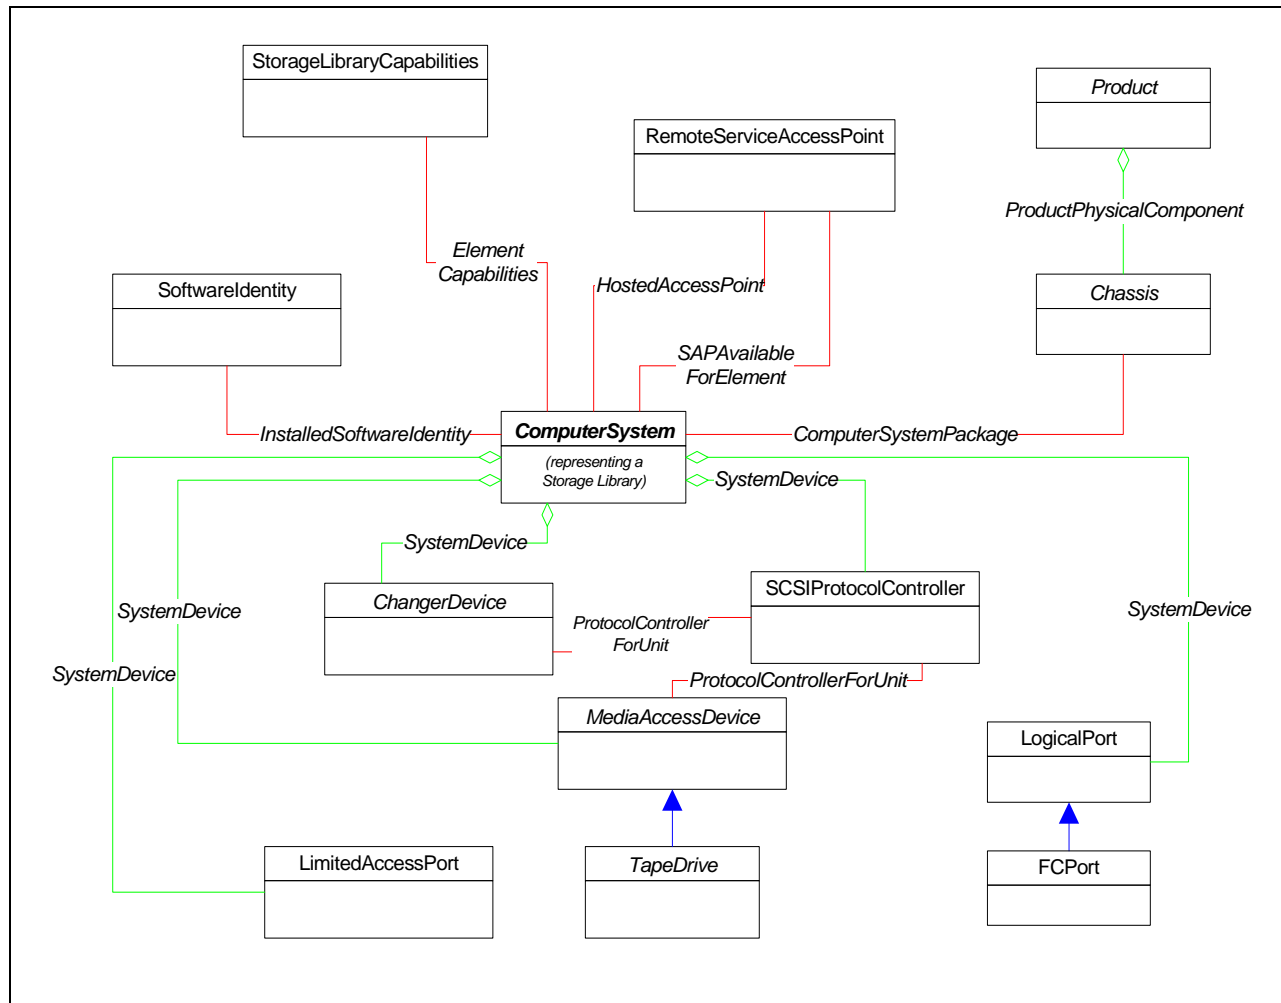 StorageLibraryCapabilities
Product
RemoteServiceAccessPoint
ProductPhysicalComponent
Element
Capabilities
SoftwareIdentity
HostedAccessPoint
Chassis
SAPAvailable
ForElement
InstalledSoftwareIdentity
ComputerSystem
ComputerSystemPackage
(representing a
Storage Library)
SystemDevice
SystemDevice
ChangerDevice
SCSIProtocolController
SystemDevice
ProtocolController
ForUnit
SystemDevice
SystemDevice
ProtocolControllerForUnit
MediaAccessDevice
LogicalPort
LimitedAccessPort
TapeDrive
FCPort